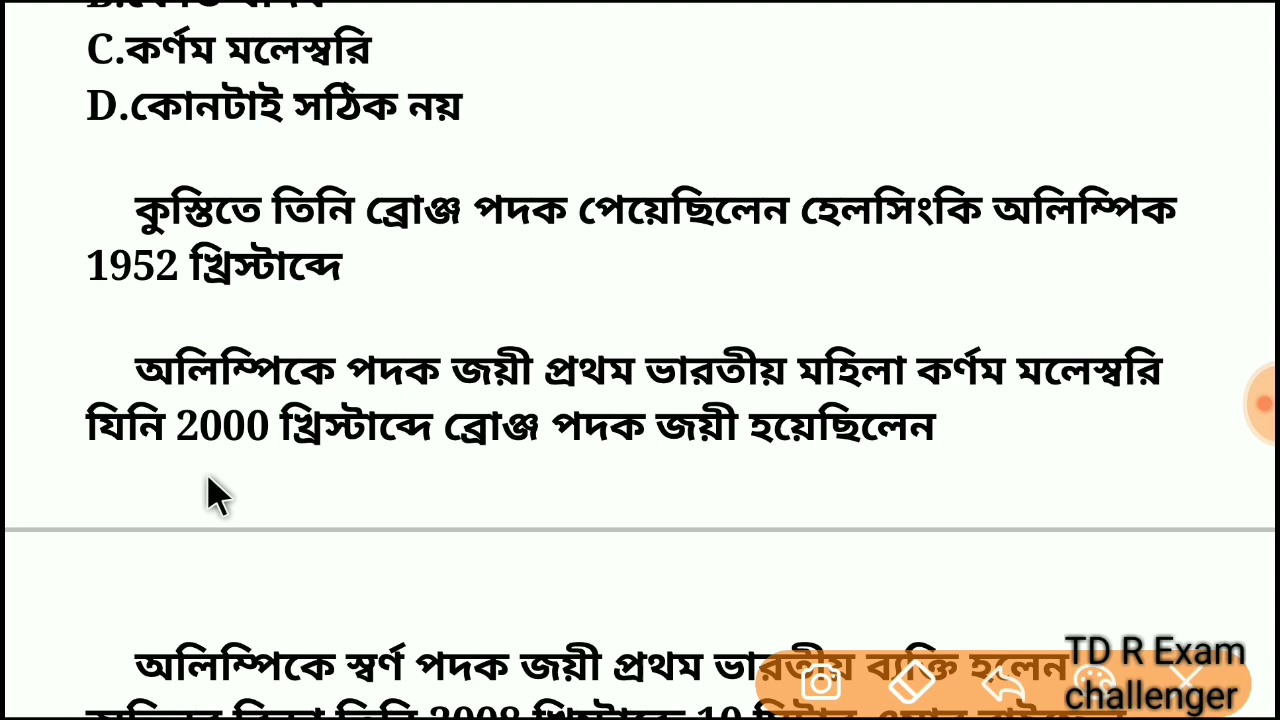 C.কর্ণম মলেস্বরি
D.কোনটাই সঠিক নয়
কুস্তিতে তিনি ব্রোঞ্জ পদক পেয়েছিলেন হেলসিংকি অলিম্পিক
1952 খ্রিস্টাব্দে
অলিম্পিকে পদক জয়ী প্রথম ভারতীয় মহিলা কর্ণম মলেস্বরি
যিনি 2000 খ্রিস্টাব্দে ব্রোঞ্জ পদক জয়ী হয়েছিলেন
অলিম্পিকে স্বর্ণ পদক জয়ী প্রথম ভারতীয় ব্যক্তি হলেন
TD R Exam
challenger